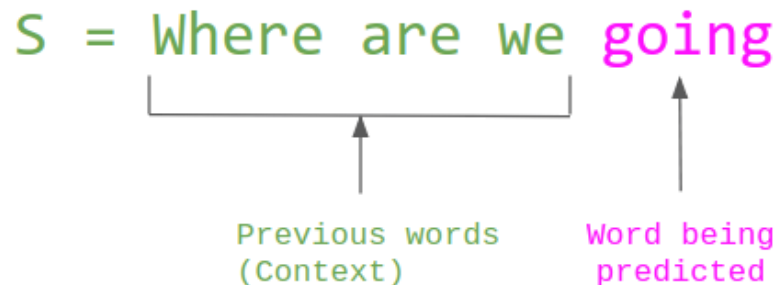 S = Where are we going
Previous words
(Context)
Word being
predicted